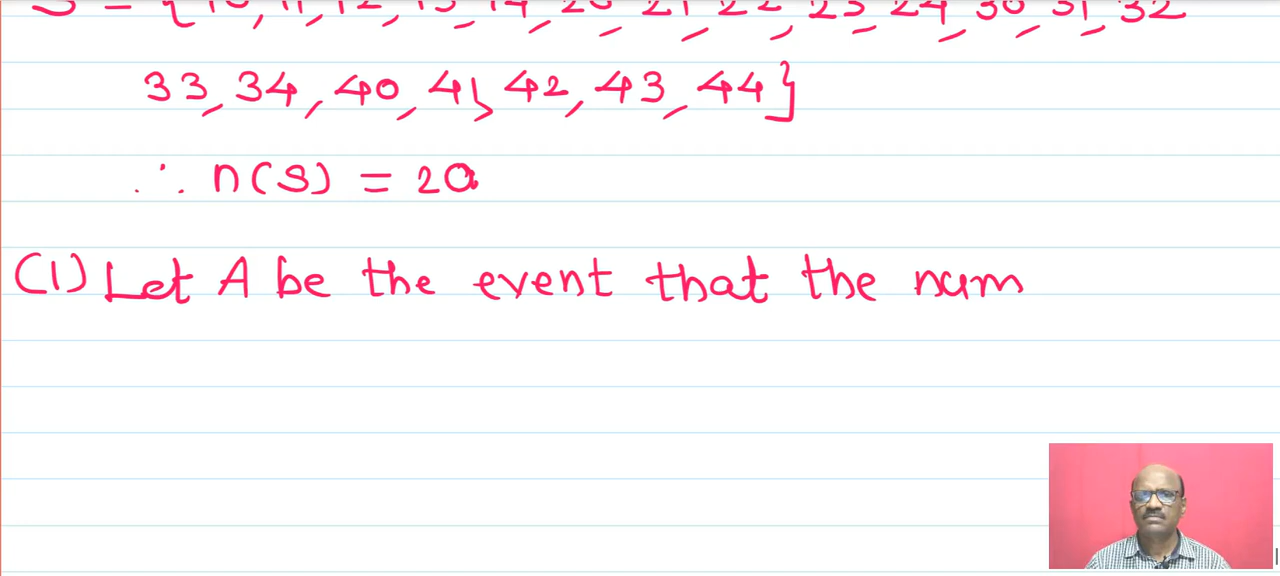 S = {10, 11, 12, 13, 14, 20, 21, 22, 23, 24, 30, 31, 32
33, 34, 40, 41, 42, 43, 44}
∴ n(S) = 20
(1) Let A be the event that the num